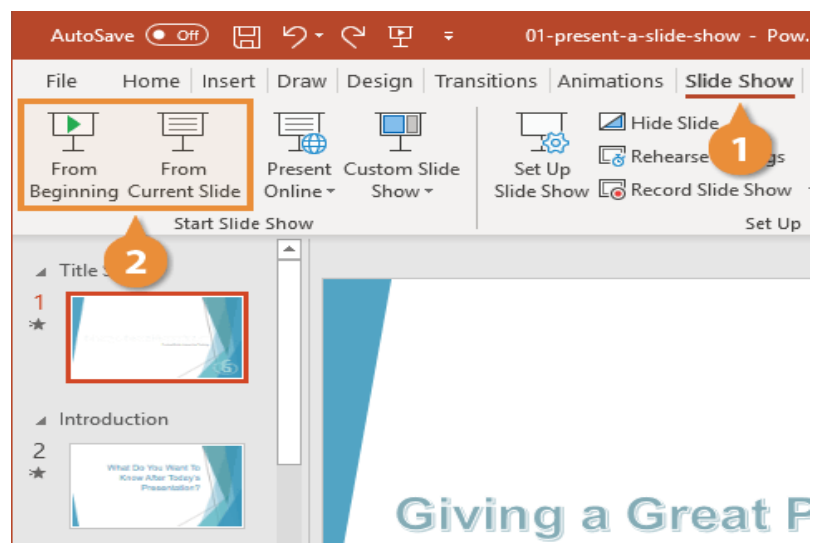 AutoSave Off 01-present-a-slide-show - Pow.
File Home Insert Draw Design Transitions Animations Slide Show
From Beginning
From Current Slide
Present Online
Custom Slide Show
Set Up Slide Show
Hide Slide
Rehearse
Record Slide Show
1
Start Slide Show
Set Up
2
Title
1
Introduction
2
What Do You Want To
Know After Today's
Presentation?
Giving a Great P